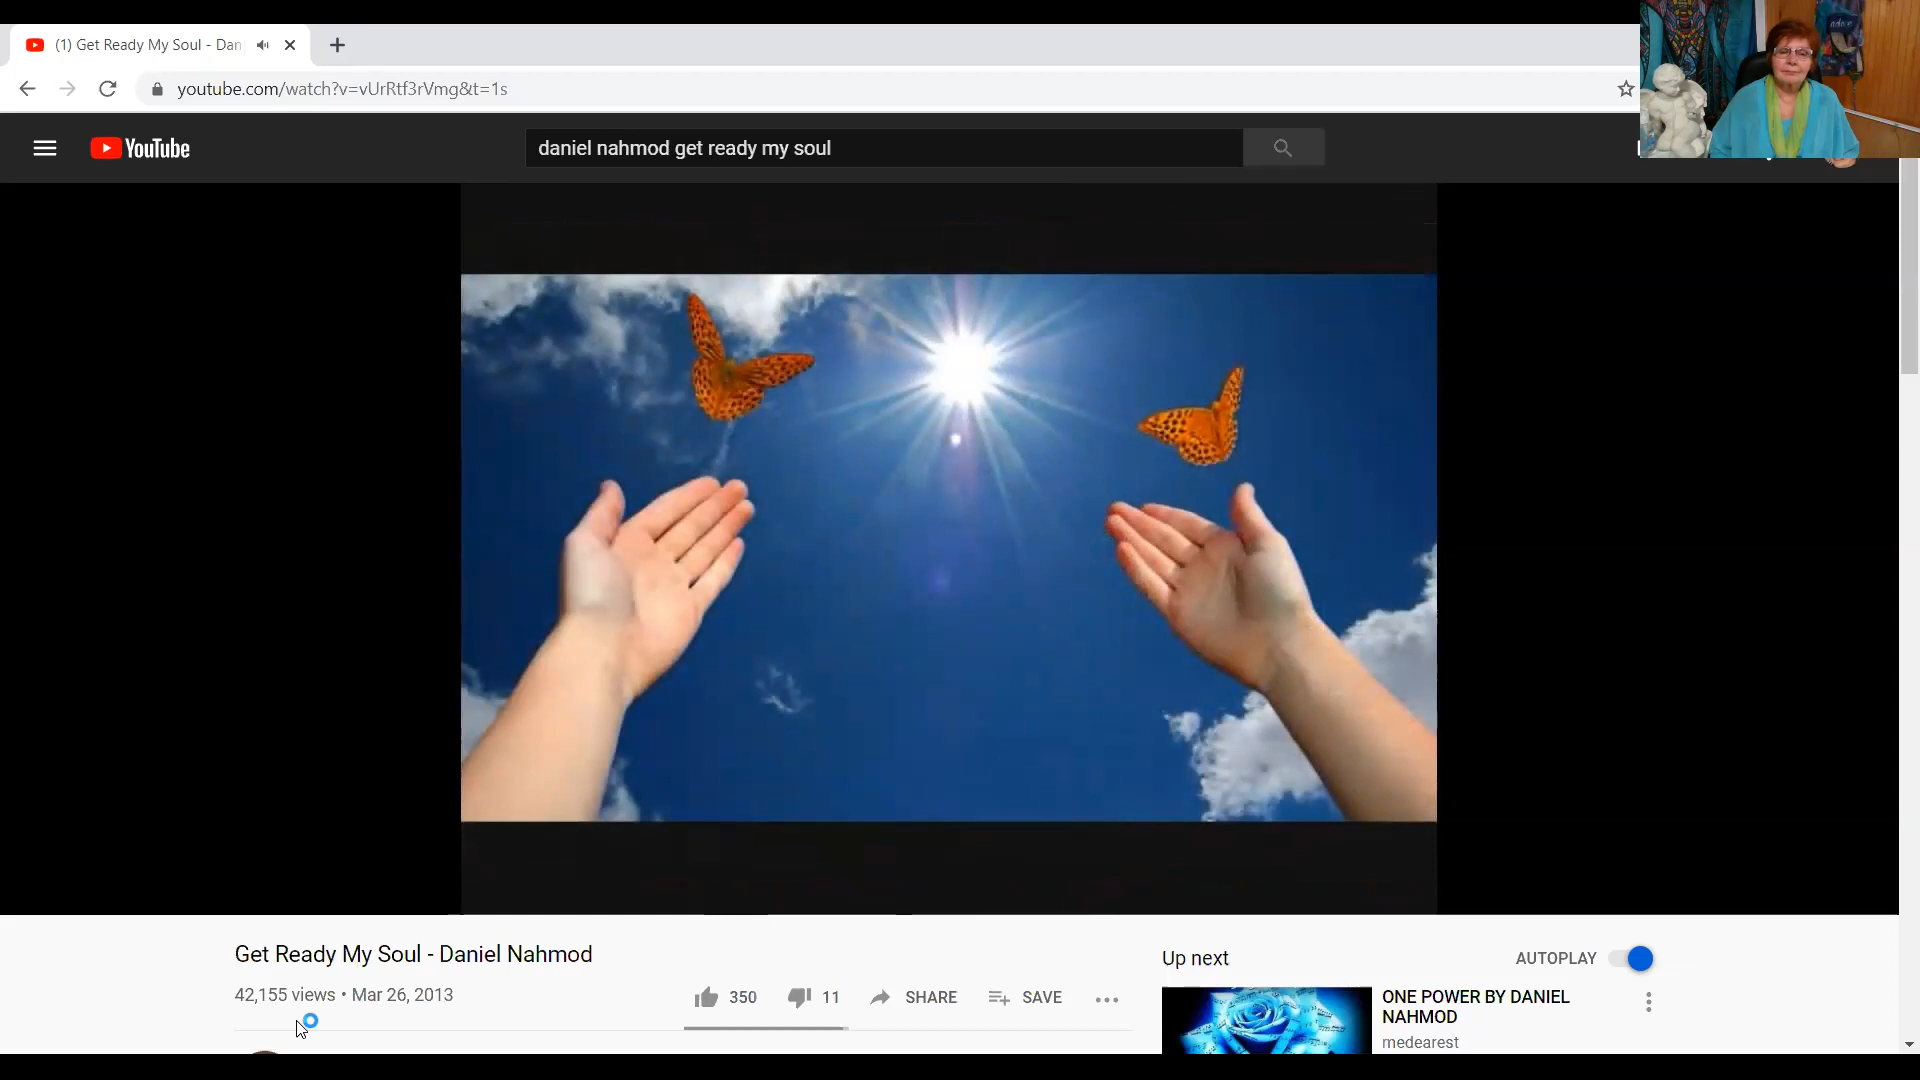 (1) Get Ready My Soul - Dan
youtube.com/watch?v=vUrRtf3rVmg&t=1s
YouTube
daniel nahmod get ready my soul
Get Ready My Soul - Daniel Nahmod
42,155 views • Mar 26, 2013
350
11
SHARE
SAVE
Up next
AUTOPLAY
ONE POWER BY DANIEL
NAHMOD
medearest